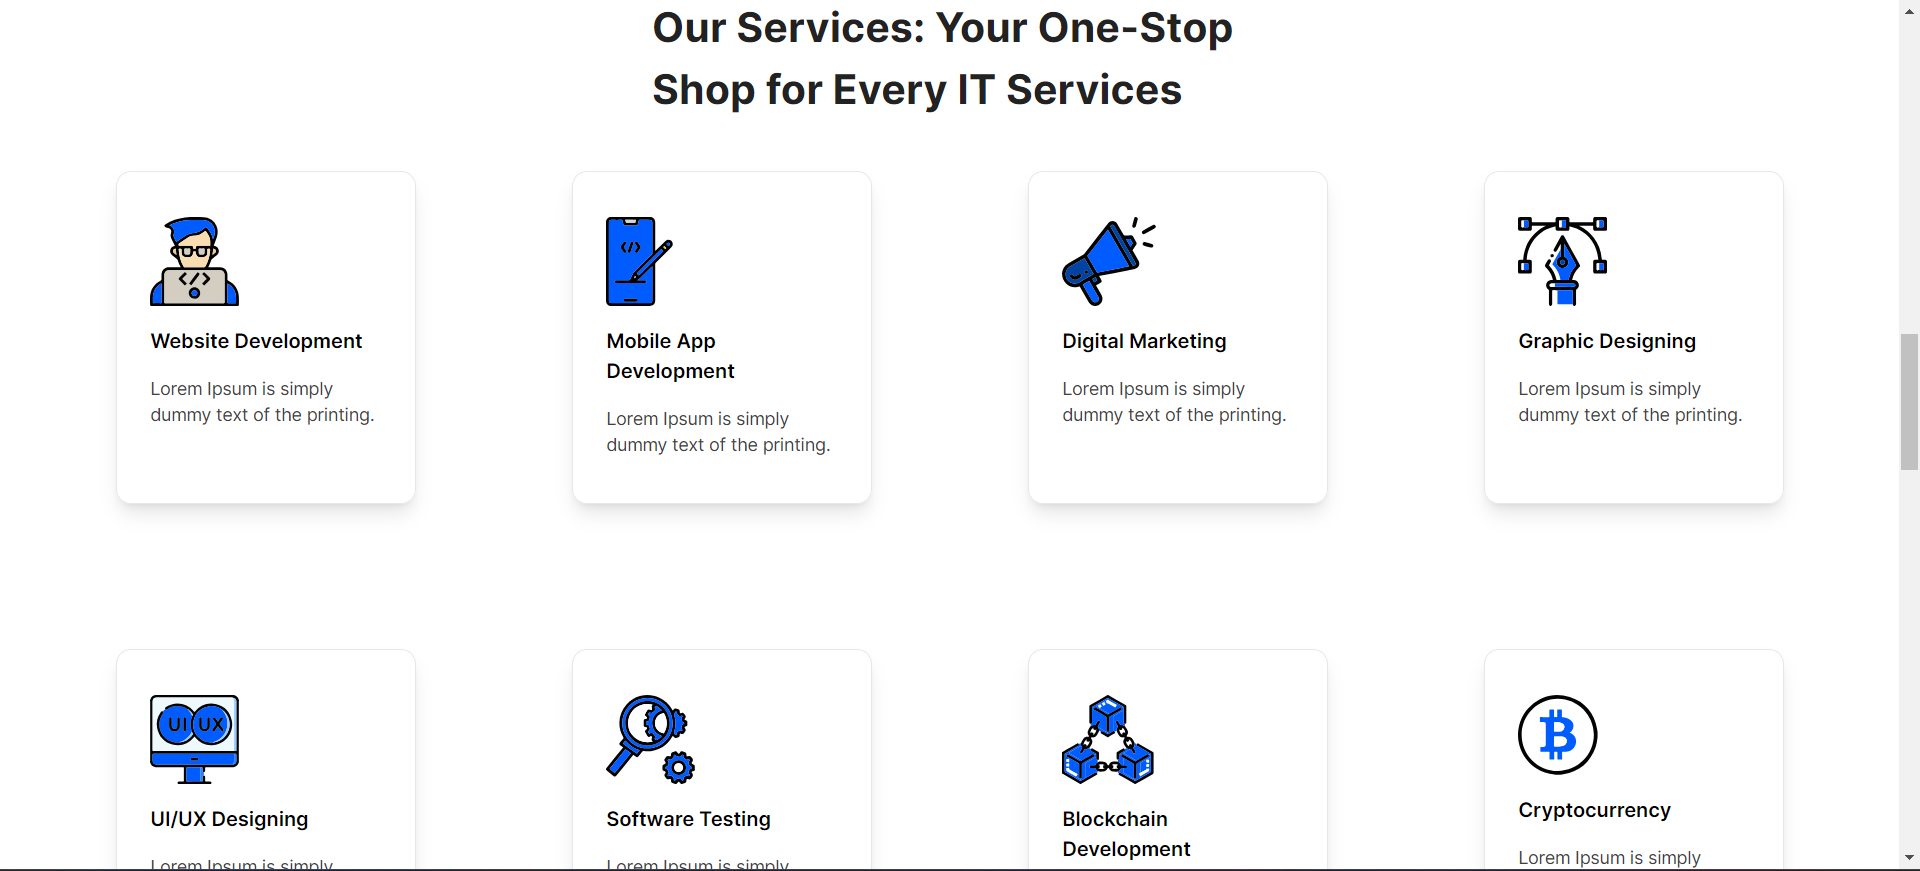 Our Services: Your One-Stop
Shop for Every IT Services
Website Development
Lorem Ipsum is simply
dummy text of the printing.
Mobile App
Development
Lorem Ipsum is simply
dummy text of the printing.
Digital Marketing
Lorem Ipsum is simply
dummy text of the printing.
Graphic Designing
Lorem Ipsum is simply
dummy text of the printing.
UI UX
UI/UX Designing
Lorem Ipsum is simply
Software Testing
Lorem Ipsum is simply
Blockchain
Development
Cryptocurrency
Lorem Ipsum is simply